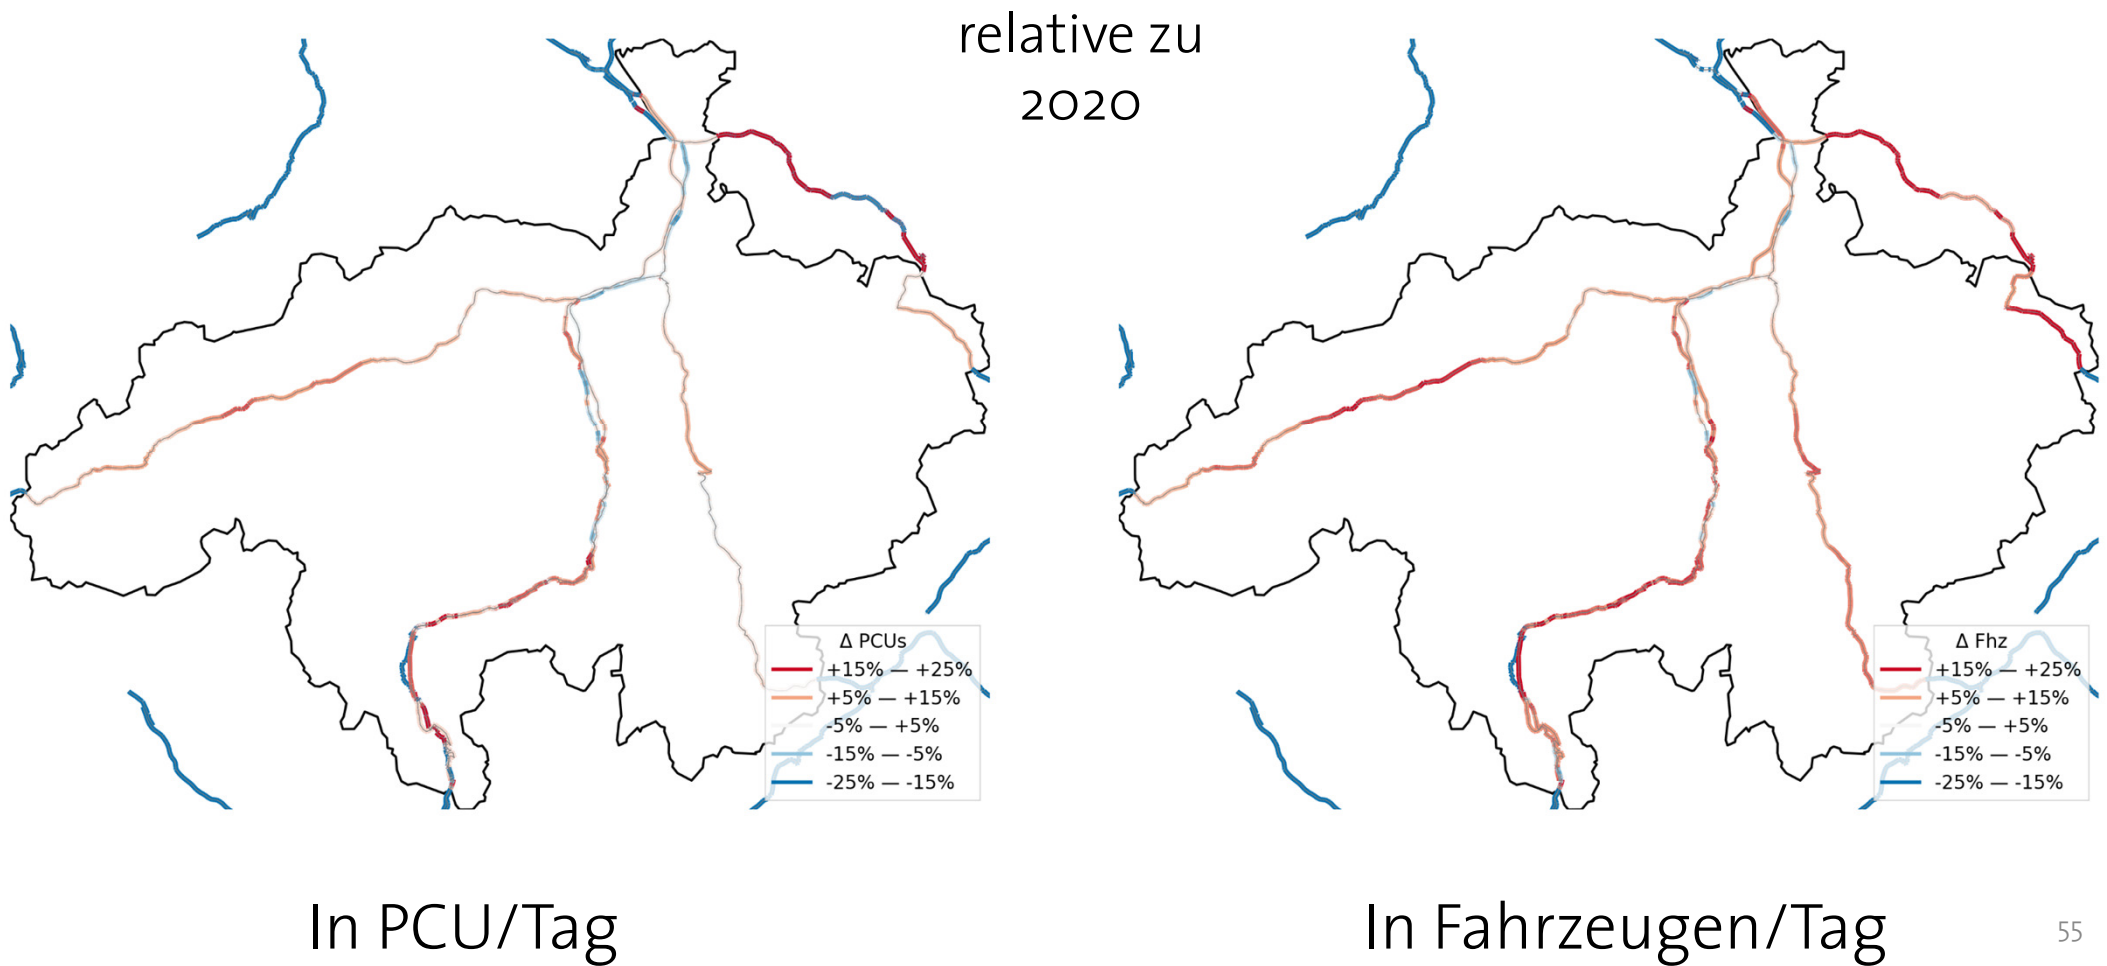 relative zu
2020
Δ PCUs
+15% — +25%
+5% — +15%
-5% — +5%
-15% — -5%
-25% — -15%
Δ Fhz
+15% — +25%
+5% — +15%
-5% — +5%
-15% — -5%
-25% — -15%
In PCU/Tag
In Fahrzeugen/Tag
55